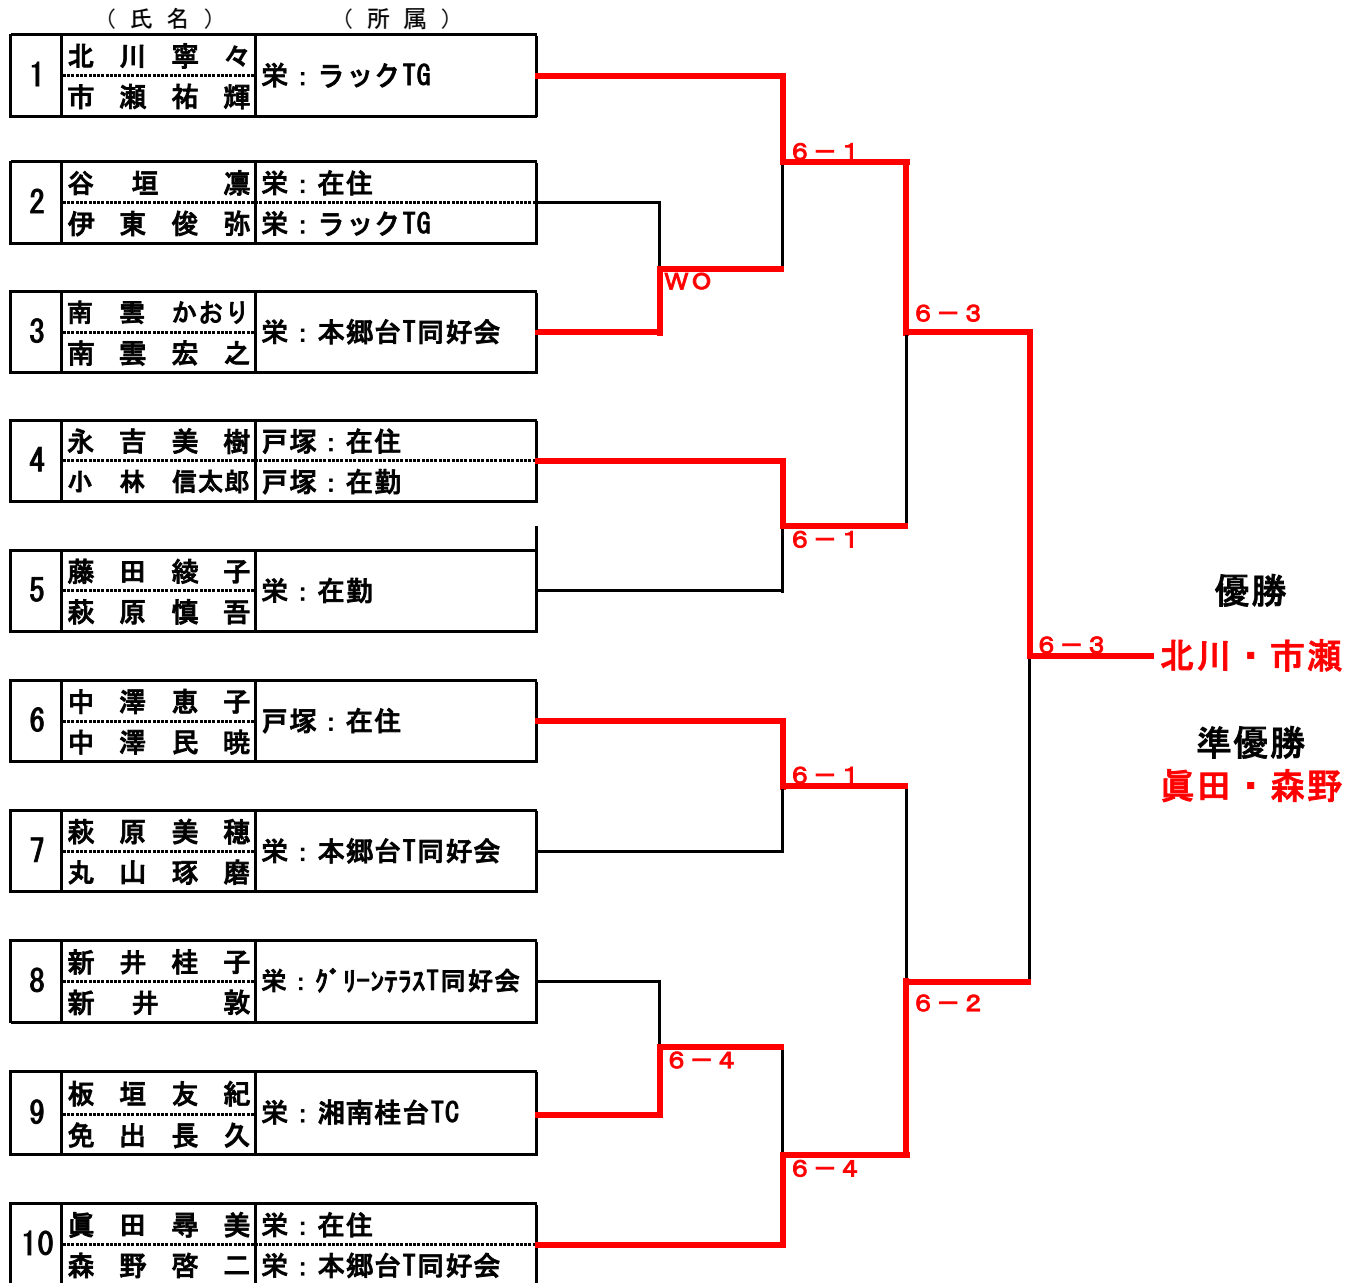 （氏名）　（所属）
1 北川寧々 栄：ラックTG
市瀬祐輝
6－1
2 谷垣凛 栄：在住
伊東俊弥 栄：ラックTG
WO
3 南雲かおり 栄：本郷台T同好会
南雲宏之
6－3
4 永吉美樹 戸塚：在住
小林信太郎 戸塚：在勤
6－1
5 藤田綾子 栄：在勤
萩原慎吾
優勝
6－3
北川・市瀬
6 中澤恵子 戸塚：在住
中澤民暁
準優勝
眞田・森野
6－1
7 萩原美穂 栄：本郷台T同好会
丸山琢磨
8 新井桂子 栄：ｸﾞﾘｰﾝﾃﾗｽT同好会
新井敦
6－2
6－4
9 板垣友紀 栄：湘南桂台TC
免出長久
6－4
10 眞田尋美 栄：在住
森野啓二 栄：本郷台T同好会